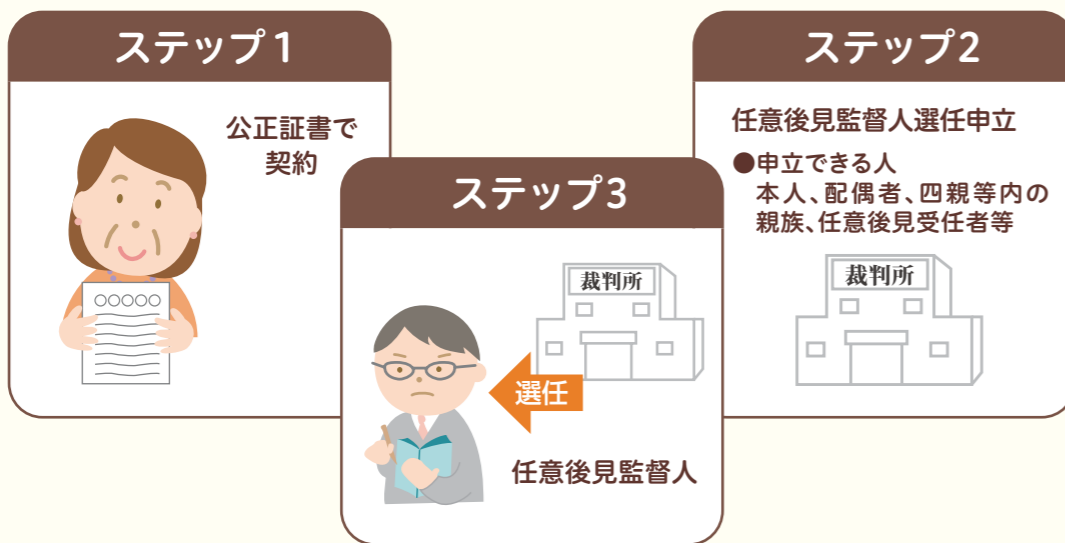 ステップ1
公正証書で
契約
○○○○○
ステップ2
任意後見監督人選任申立
●申立できる人
本人、配偶者、四親等内の
親族、任意後見受任者等
裁判所
ステップ3
裁判所
選任
任意後見監督人